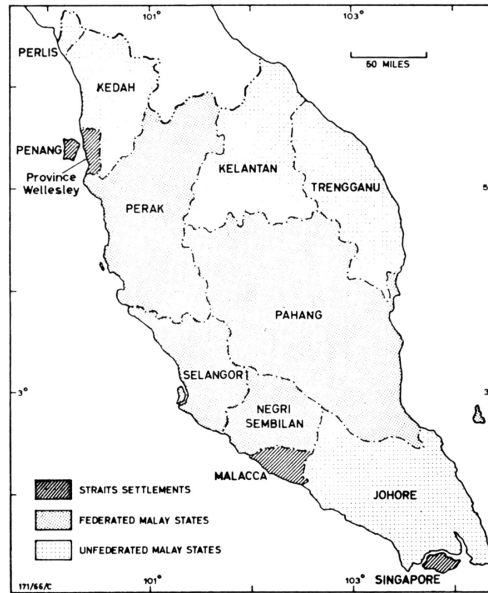 101°
103°
50 MILES
PERLIS
KEDAH
PENANG
Province
Wellesley
KELANTAN
TRENGGANU
5
PERAK
PAHANG
SELANGOR
3°
3
NEGRI
SEMBILAN
MALACCA
JOHORE
STRAITS SETTLEMENTS
FEDERATED MALAY STATES
UNFEDERATED MALAY STATES
SINGAPORE
171/66/C
101°
103°